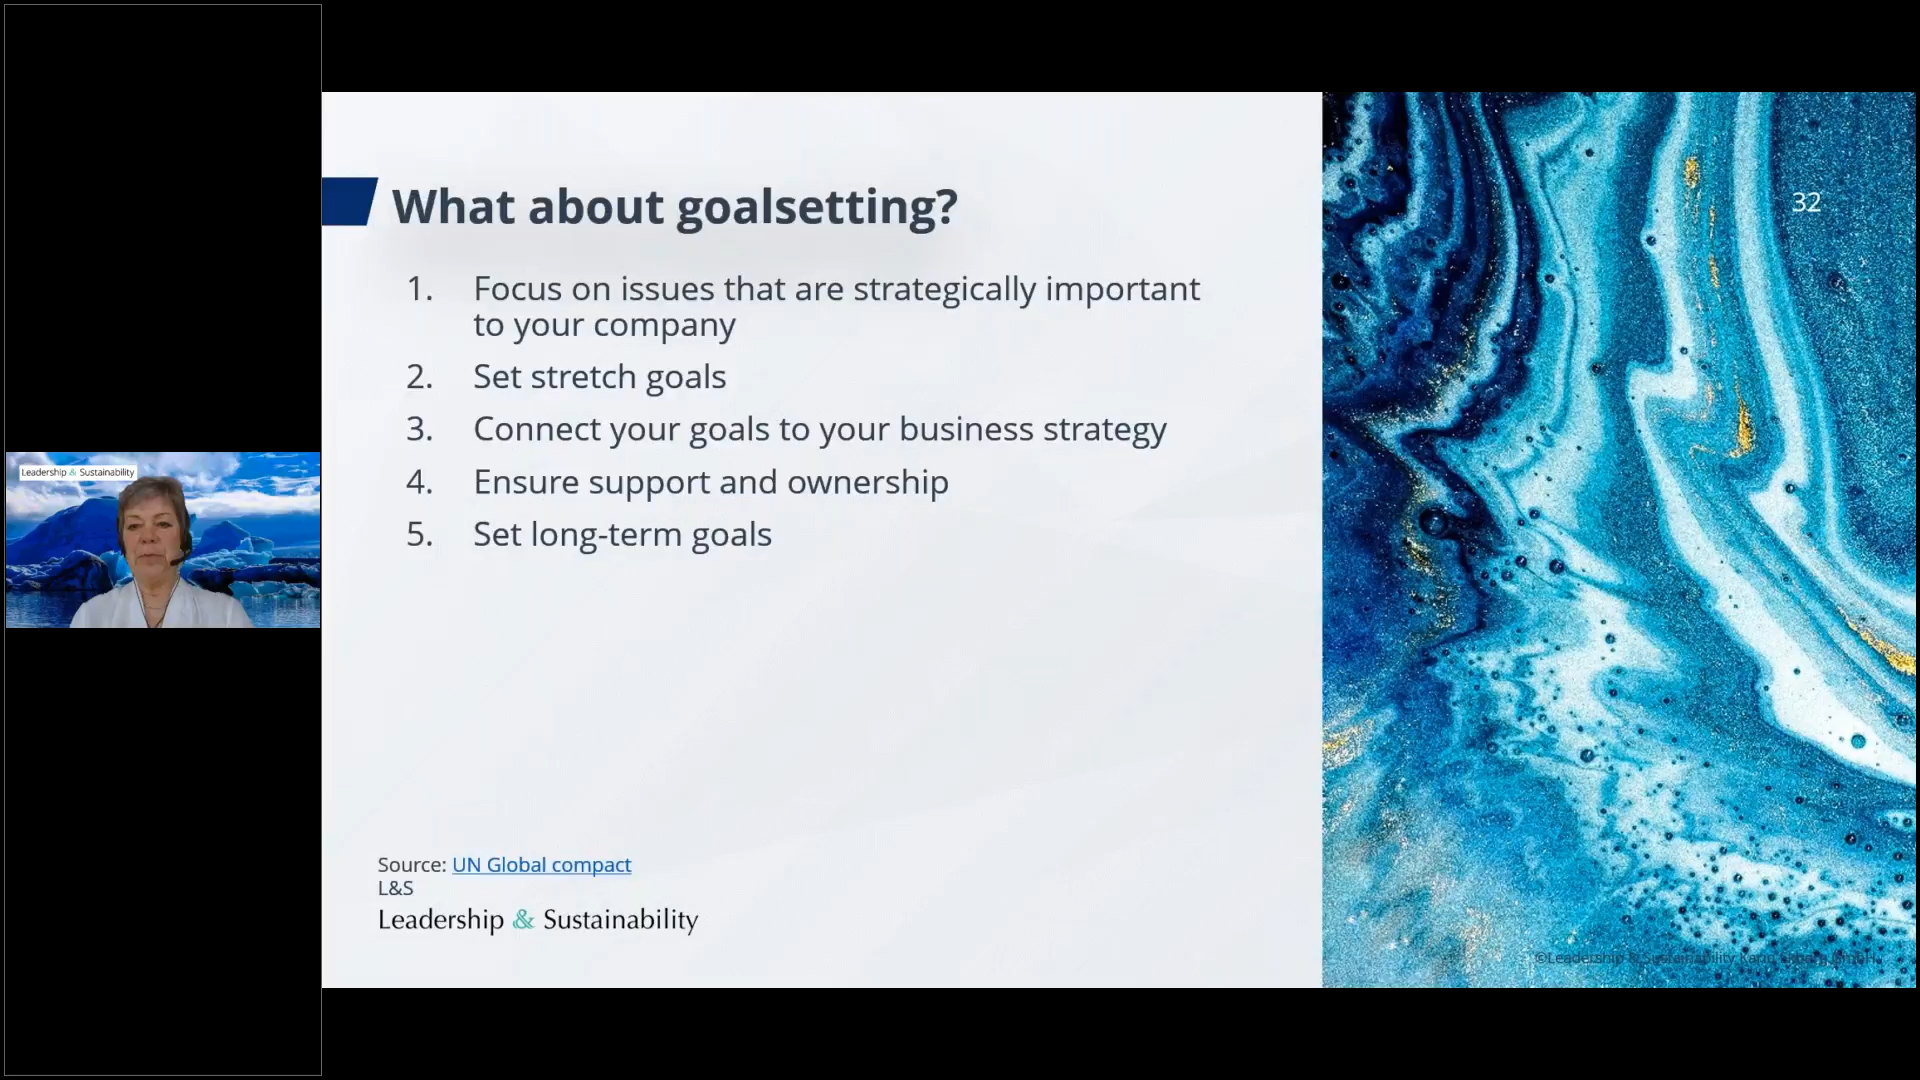 Leadership & Sustainability
What about goalsetting?
32
1. Focus on issues that are strategically important
to your company
2. Set stretch goals
3. Connect your goals to your business strategy
4. Ensure support and ownership
5. Set long-term goals
Source: UN Global compact
L&S
Leadership & Sustainability
©Leadership & Sustainability Karin GmbH